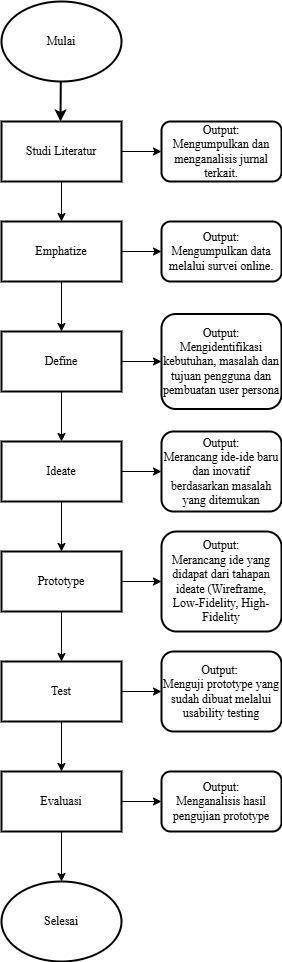 Mulai
Studi Literatur
Output:
Mengumpulkan dan
menganalisis jurnal
terkait.
Emphatize
Output:
Mengumpulkan data
melalui survei online.
Define
Output:
Mengidentifikasi
kebutuhan, masalah dan
tujuan pengguna dan
pembuatan user persona
Ideate
Output:
Merancang ide-ide baru
dan inovatif
berdasarkan masalah
yang ditemukan
Prototype
Output:
Merancang ide yang
didapat dari tahapan
ideate (Wireframe,
Low-Fidelity, High-
Fidelity
Test
Output:
Menguji prototype yang
sudah dibuat melalui
usability testing
Evaluasi
Output:
Menganalisis hasil
pengujian prototype
Selesai